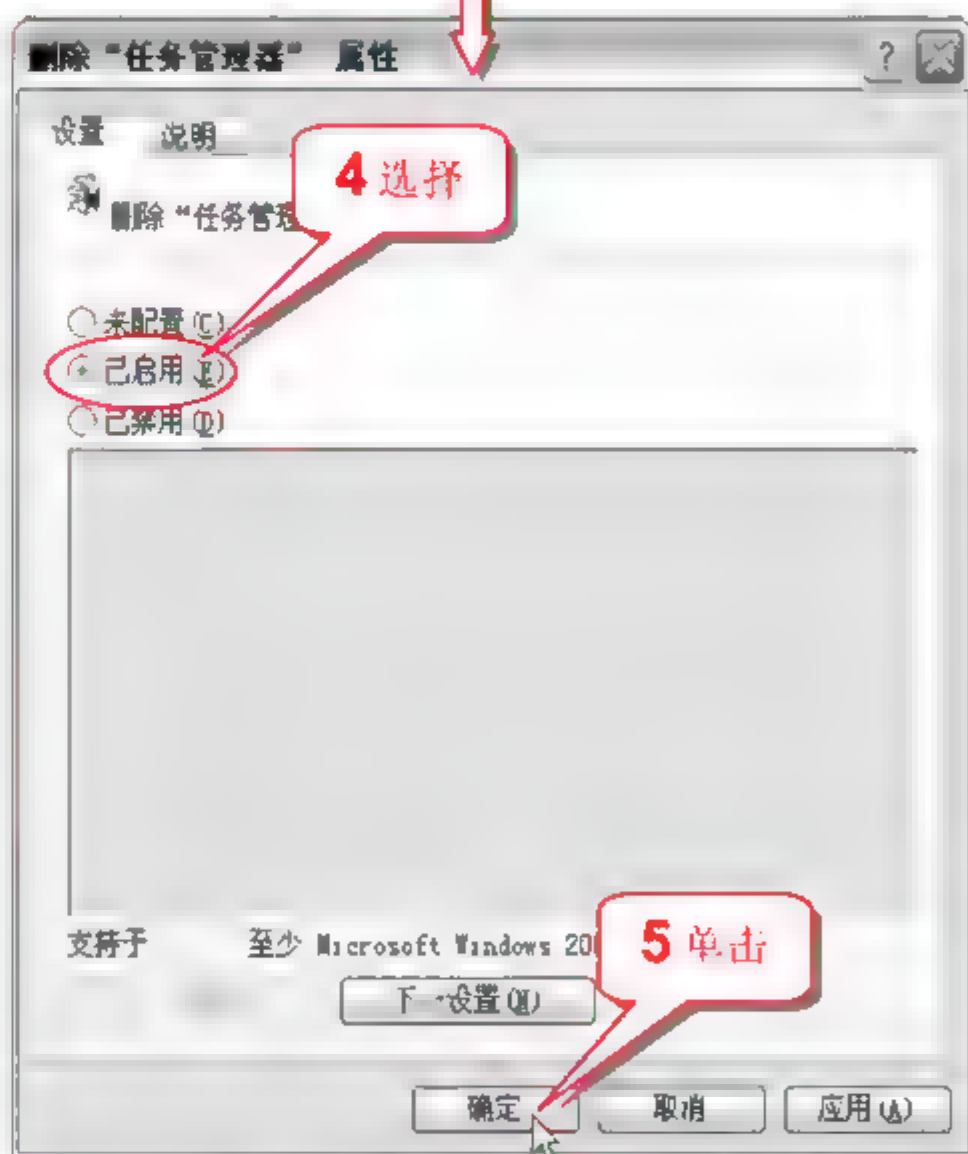 删除“任务管理器” 属性
设置 说明
4 选择
删除“任务管理
未配置(C)
已启用(E)
已禁用(D)
支持于 至少 Microsoft Windows 20
5 单击
下一设置(N)
确定 取消 应用(A)